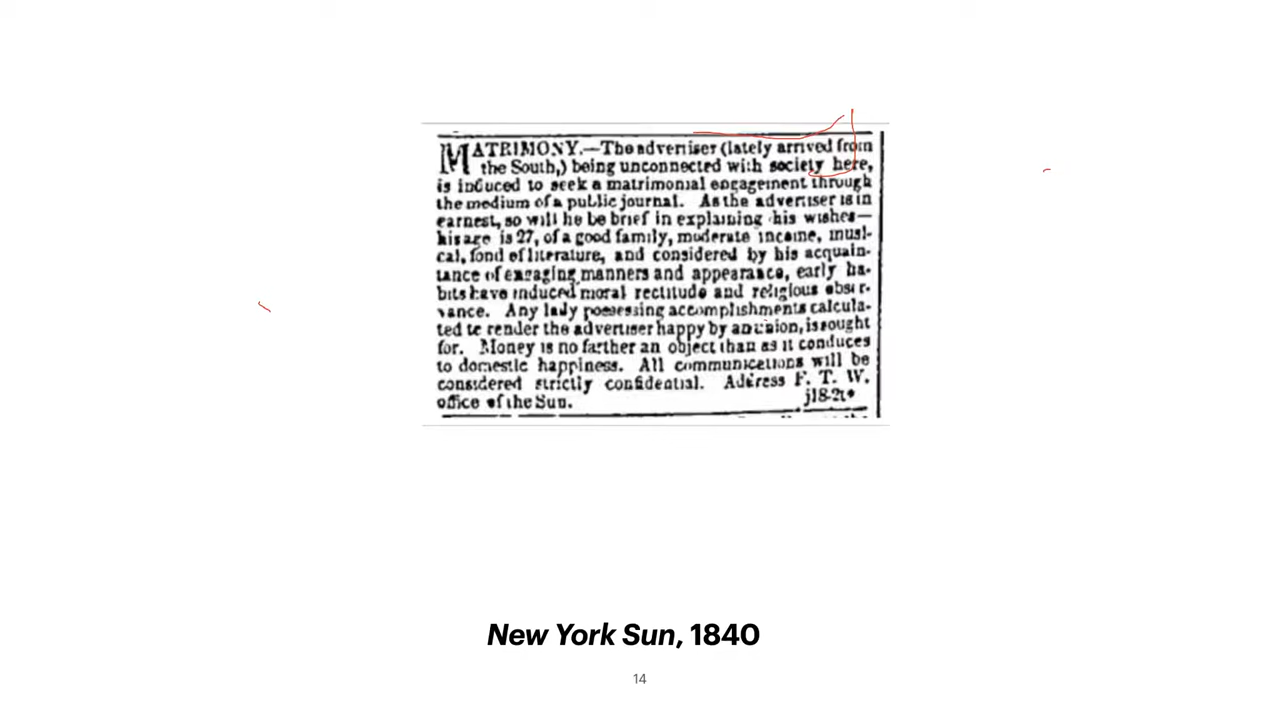 MATRIMONY.—The advertiser (lately arrived from
the South,) being unconnected with society here,
is induced to seek a matrimonial engagement through
the medium of a public journal. As the advertiser is in
earnest, so will he be brief in explaining his wishes—
his age is 27, of a good family, moderate income, musi-
cal, fond of literature, and considered by his acquain-
tance of engaging manners and appearance, early ha-
bits have induced moral rectitude and religious obser-
vance. Any lady possessing accomplishments calcula-
ted to render the advertiser happy by an union, is sought
for. Money is no farther an object than as it conduces
to domestic happiness. All communications will be
considered strictly confidential. Address F. T. W.
office of the Sun. j18-2t*
New York Sun, 1840
14